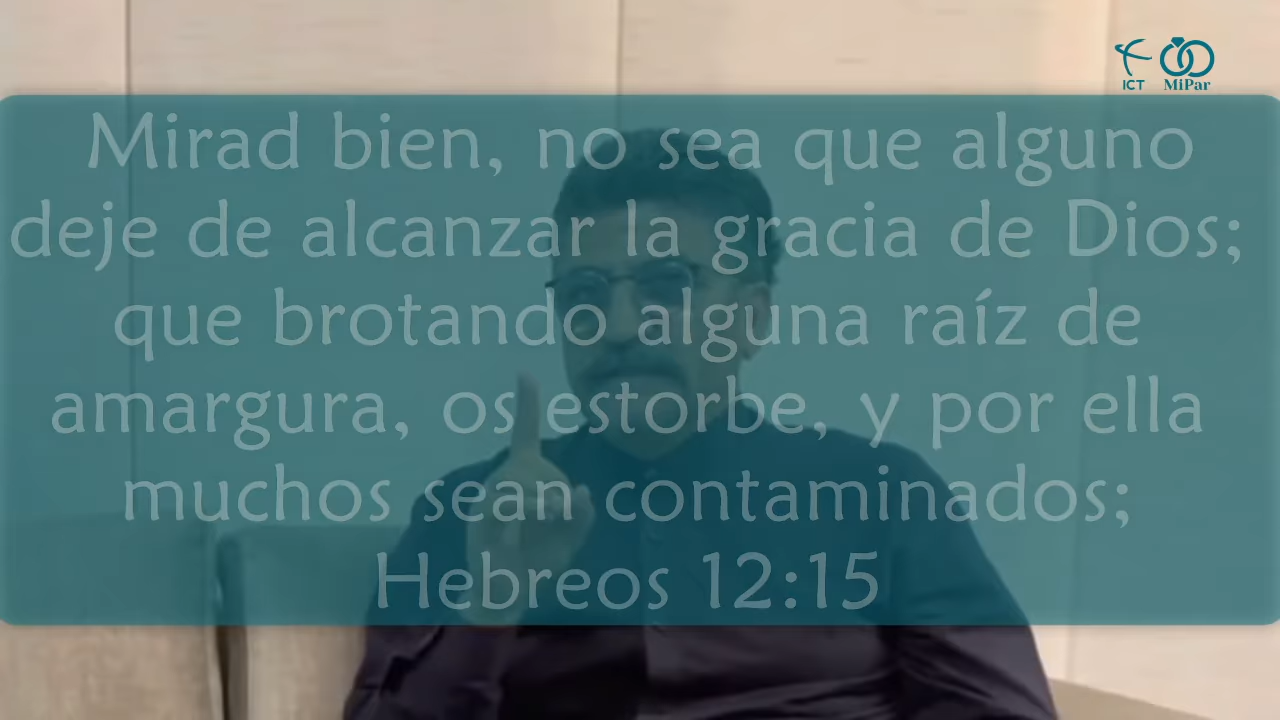 ICT MiPar
Mirad bien, no sea que alguno
deje de alcanzar la gracia de Dios;
que brotando alguna raíz de
amargura, os estorbe, y por ella
muchos sean contaminados;
Hebreos 12:15